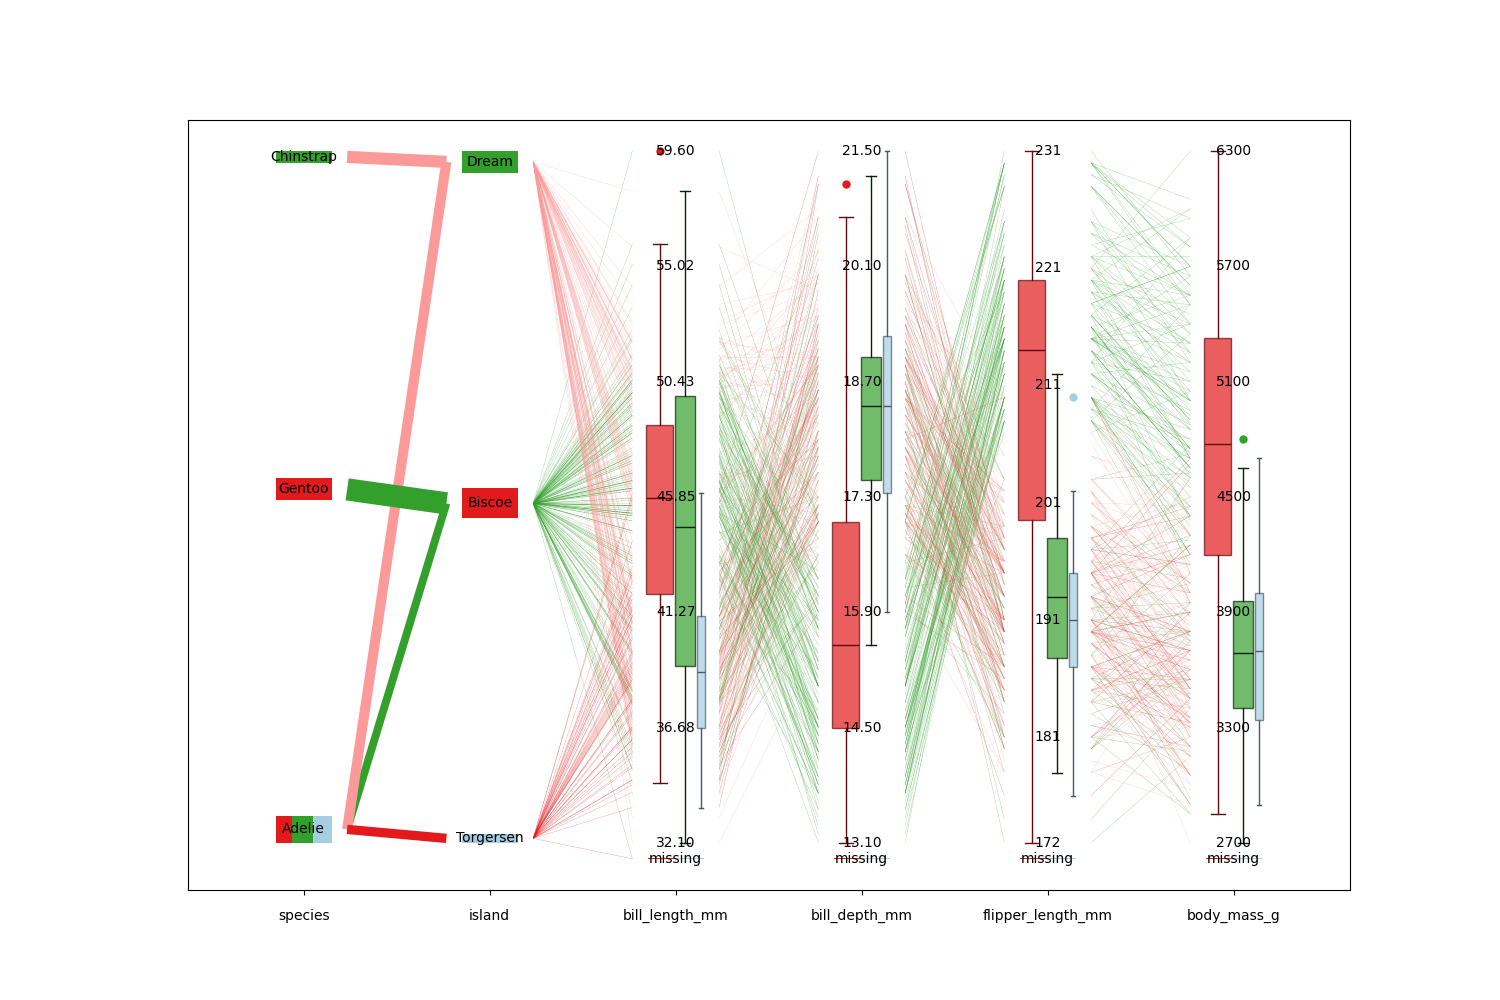 Chinstrap
Gentoo
Adelie
Dream
Biscoe
Torgersen
59.60
55.02
50.43
45.85
41.27
36.68
32.10
missing
21.50
20.10
18.70
17.30
15.90
14.50
13.10
missing
231
221
211
201
191
181
172
missing
6300
5700
5100
4500
3900
3300
2700
missing
species
island
bill_length_mm
bill_depth_mm
flipper_length_mm
body_mass_g